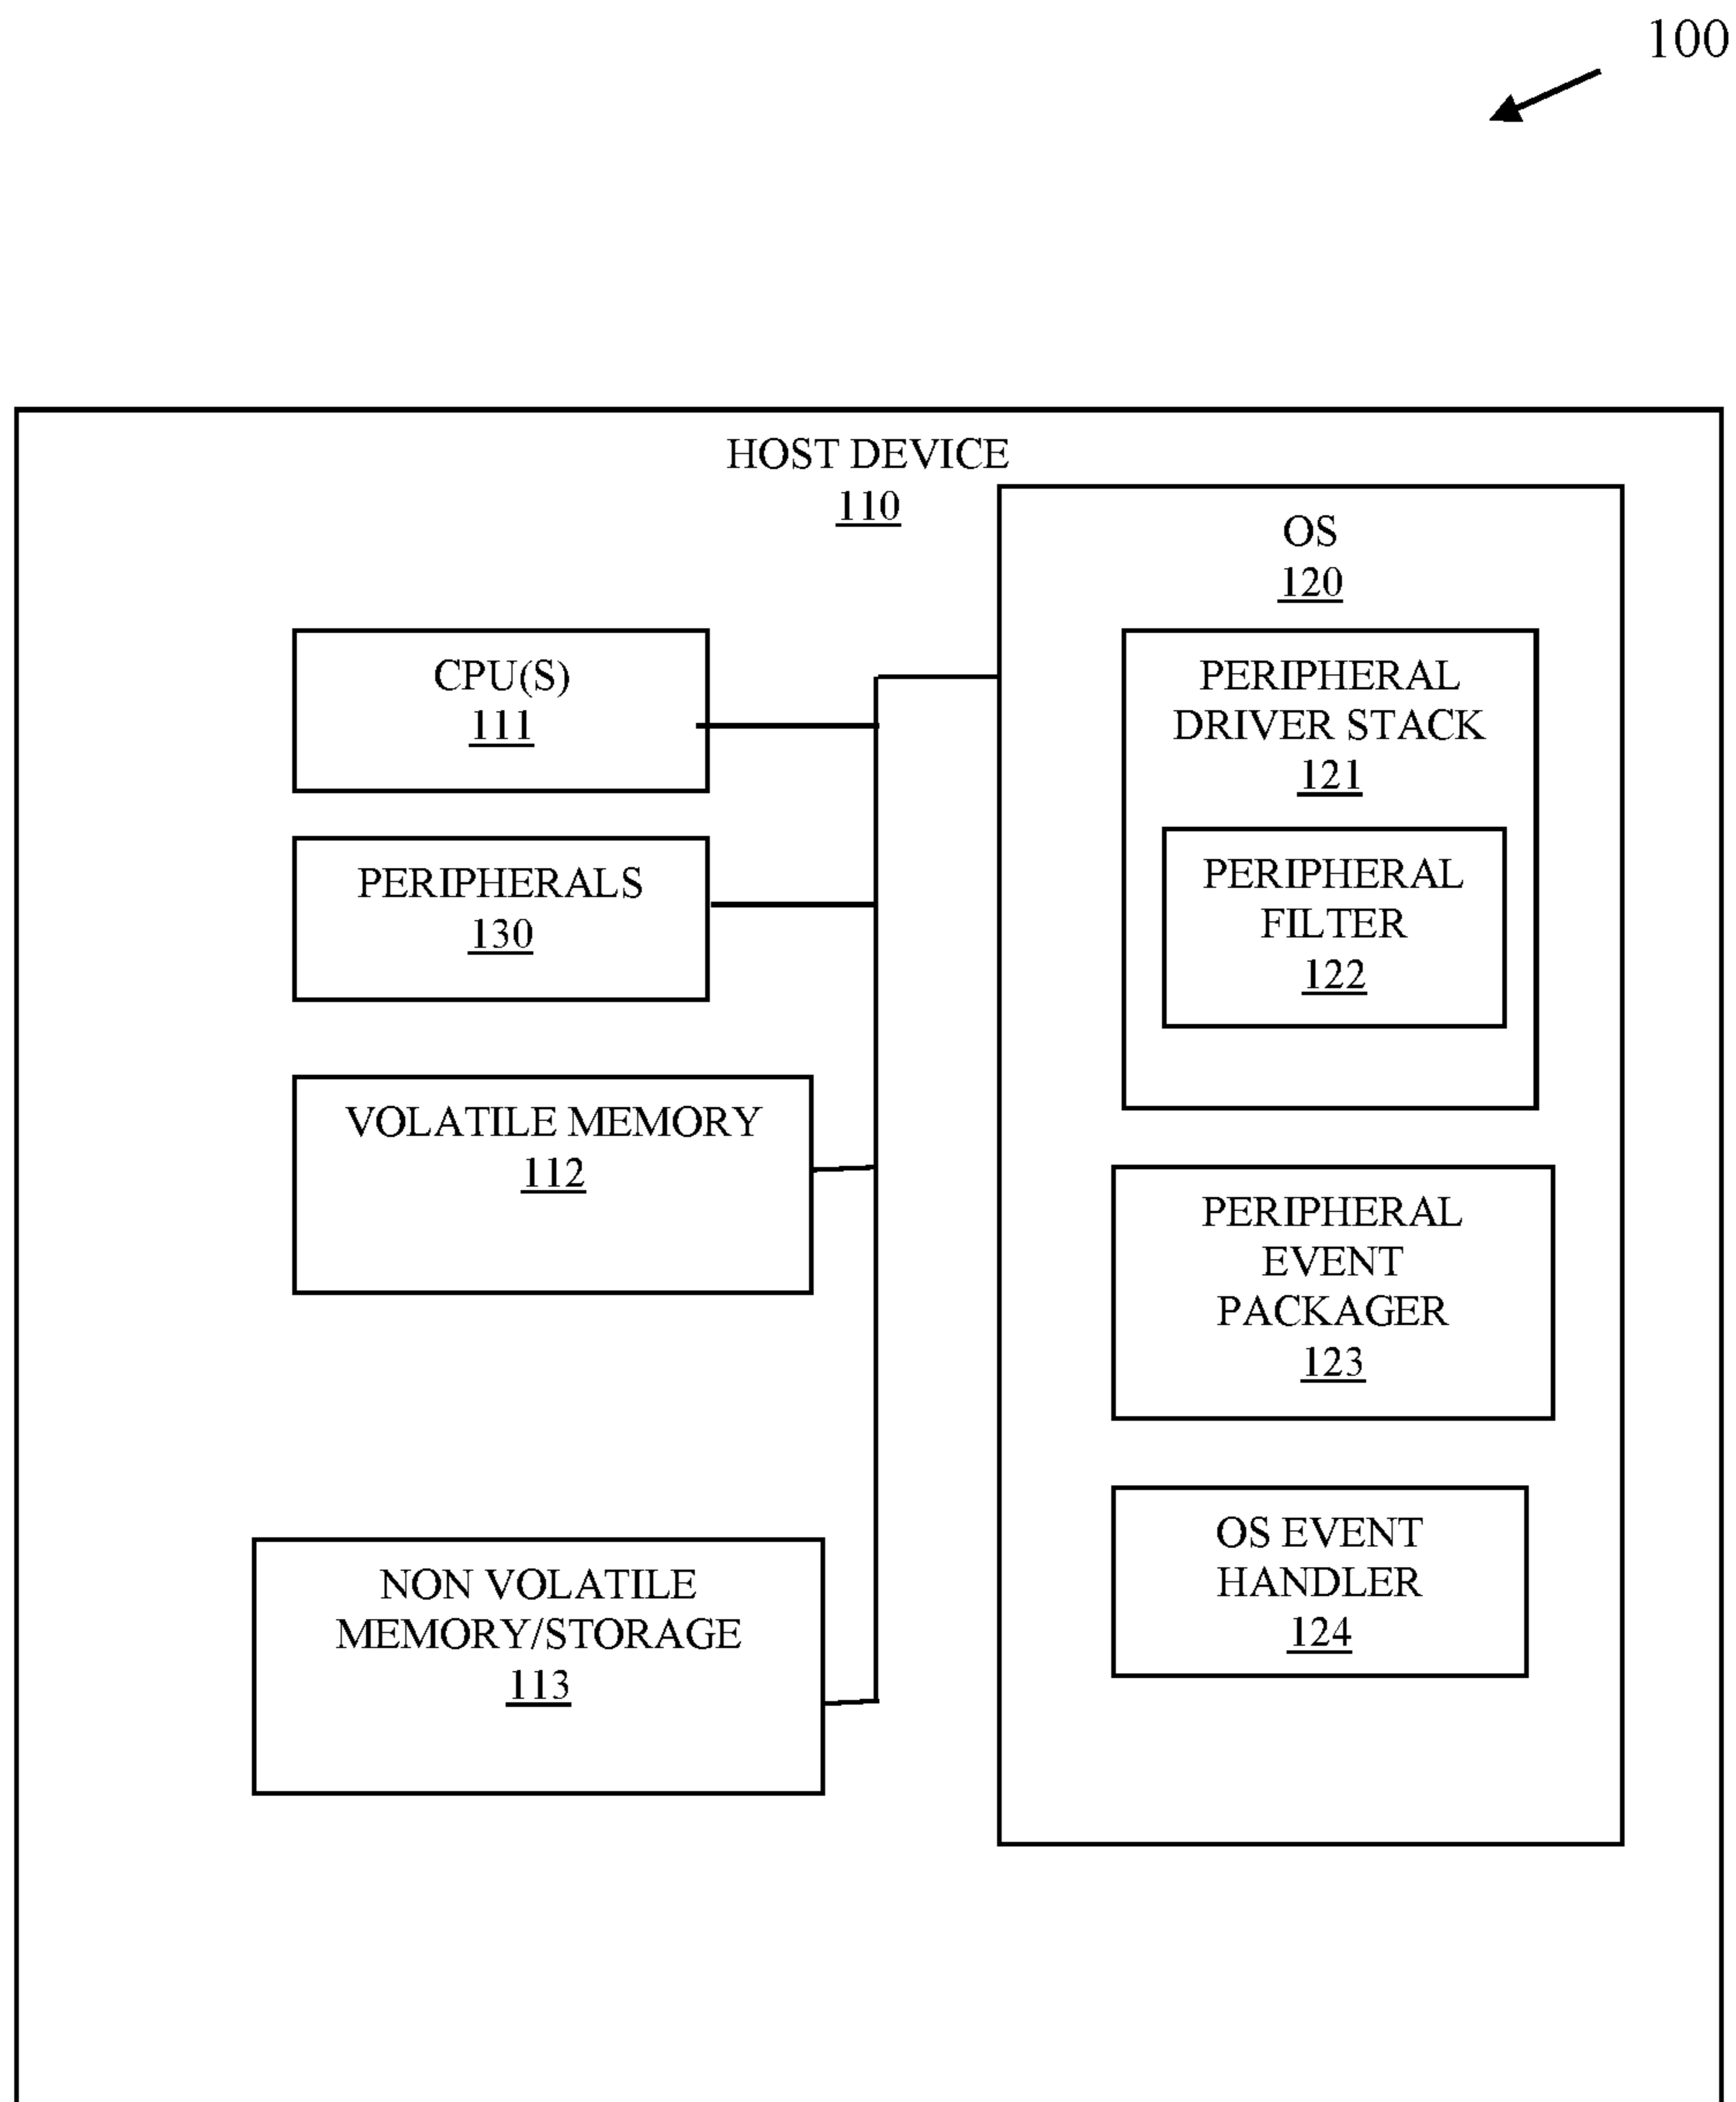 100
HOST DEVICE
110
CPU(S)
111
PERIPHERALS
130
VOLATILE MEMORY
112
NON VOLATILE
MEMORY/STORAGE
113
OS
120
PERIPHERAL
DRIVER STACK
121
PERIPHERAL
FILTER
122
PERIPHERAL
EVENT
PACKAGER
123
OS EVENT
HANDLER
124